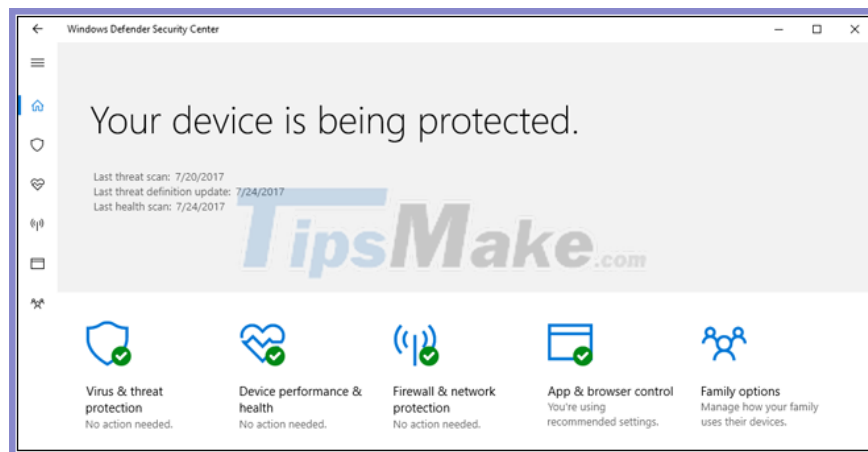 Windows Defender Security Center
Your device is being protected.
Last threat scan: 7/20/2017
Last threat definition update: 7/24/2017
Last health scan: 7/24/2017
TipsMake.com
Virus & threat
protection
No action needed.
Device performance &
health
No action needed.
Firewall & network
protection
No action needed.
App & browser control
You're using
recommended settings.
Family options
Manage how your family
uses their devices.